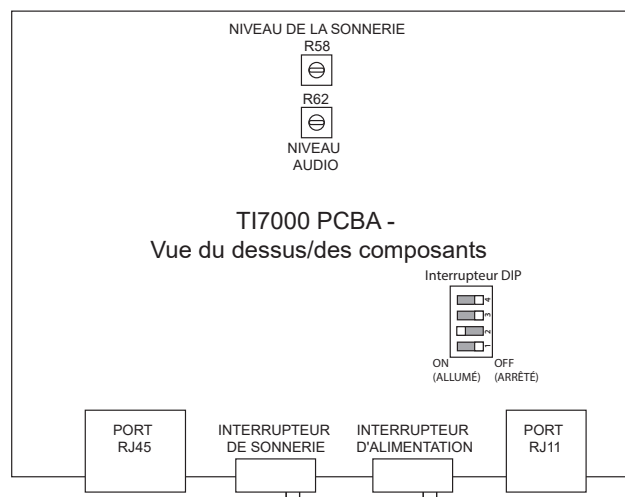 NIVEAU DE LA SONNERIE
R58
R62
NIVEAU
AUDIO
TI7000 PCBA -
Vue du dessus/des composants
Interrupteur DIP
4
3
2
1
ON
(ALLUMÉ)
OFF
(ARRÊTÉ)
PORT
RJ45
INTERRUPTEUR
DE SONNERIE
INTERRUPTEUR
D'ALIMENTATION
PORT
RJ11